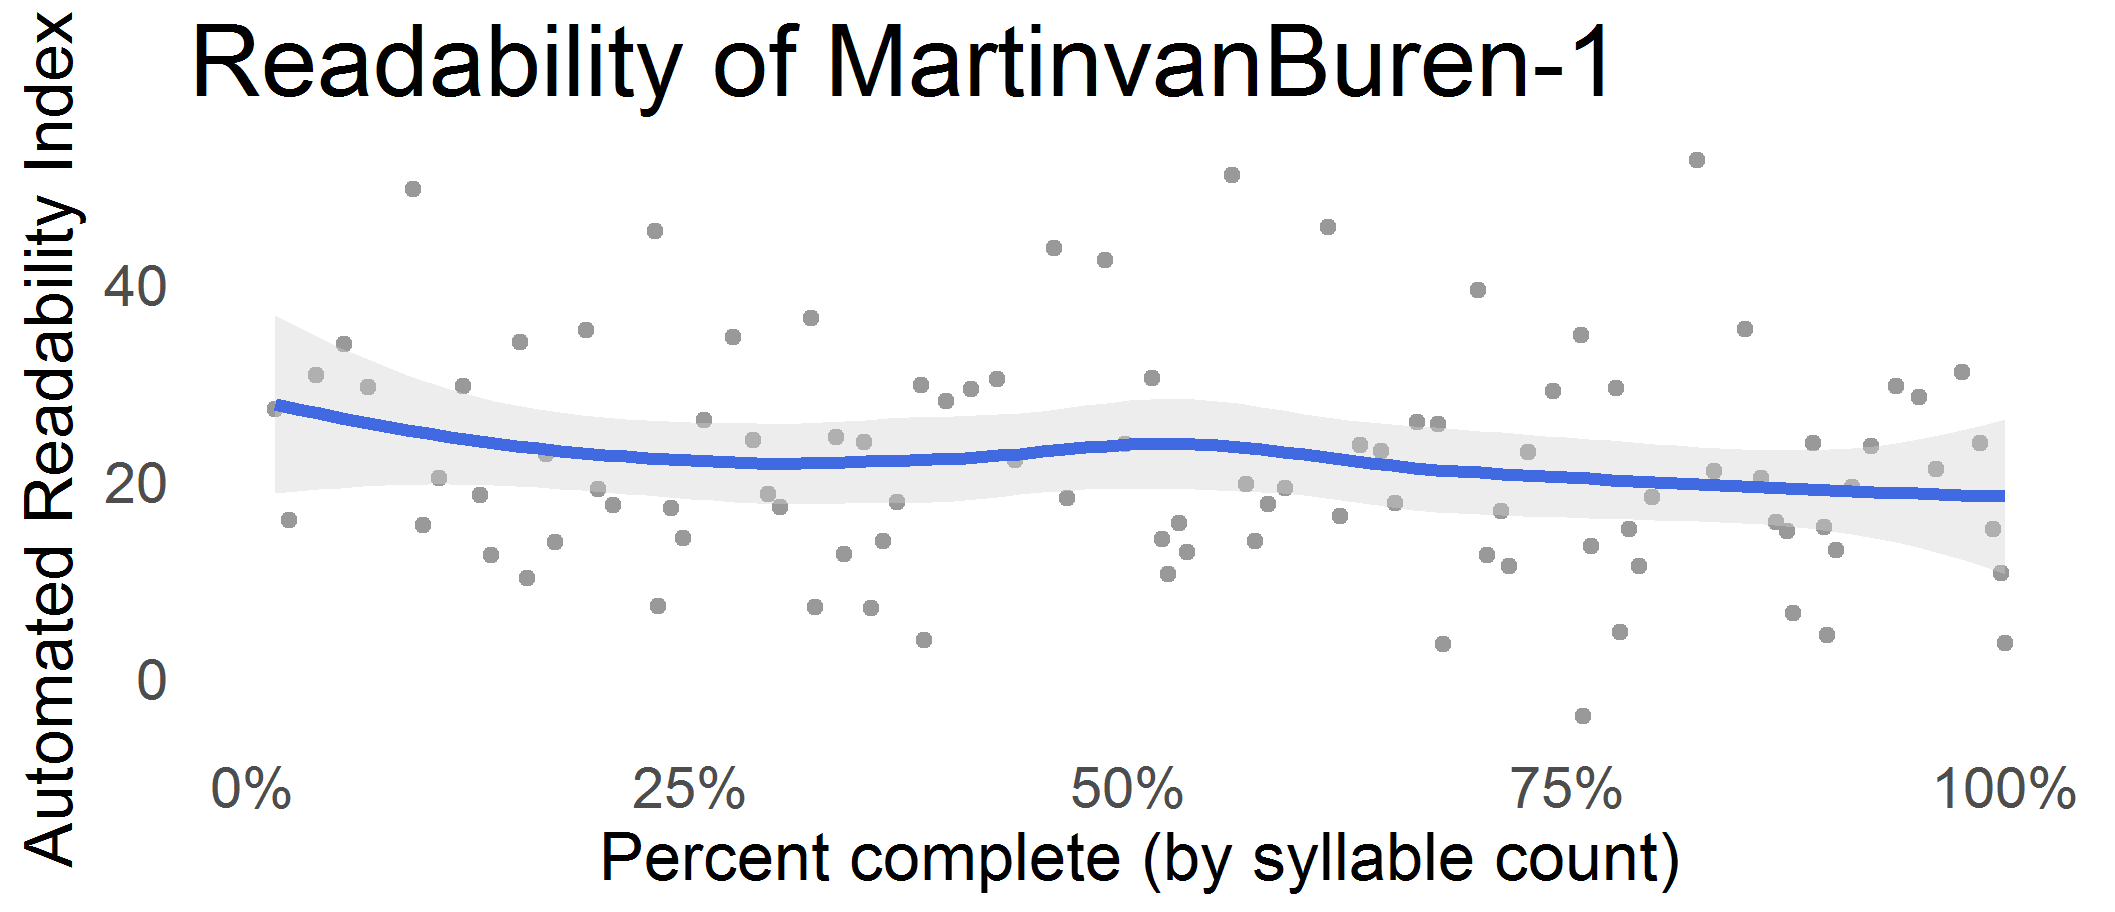 Readability of MartinvanBuren-1
Automated Readability Index
40
20
0
0% 25% 50% 75% 100%
Percent complete (by syllable count)